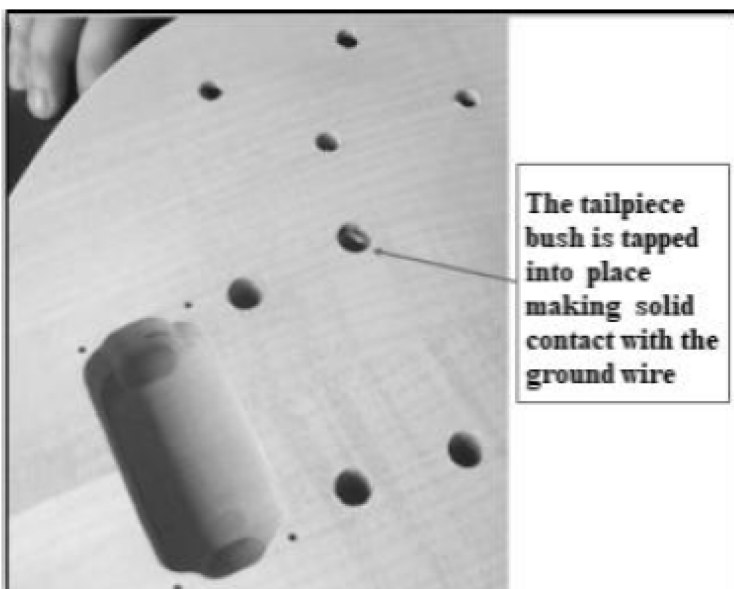 The tailpiece
bush is tapped
into place
making solid
contact with the
ground wire